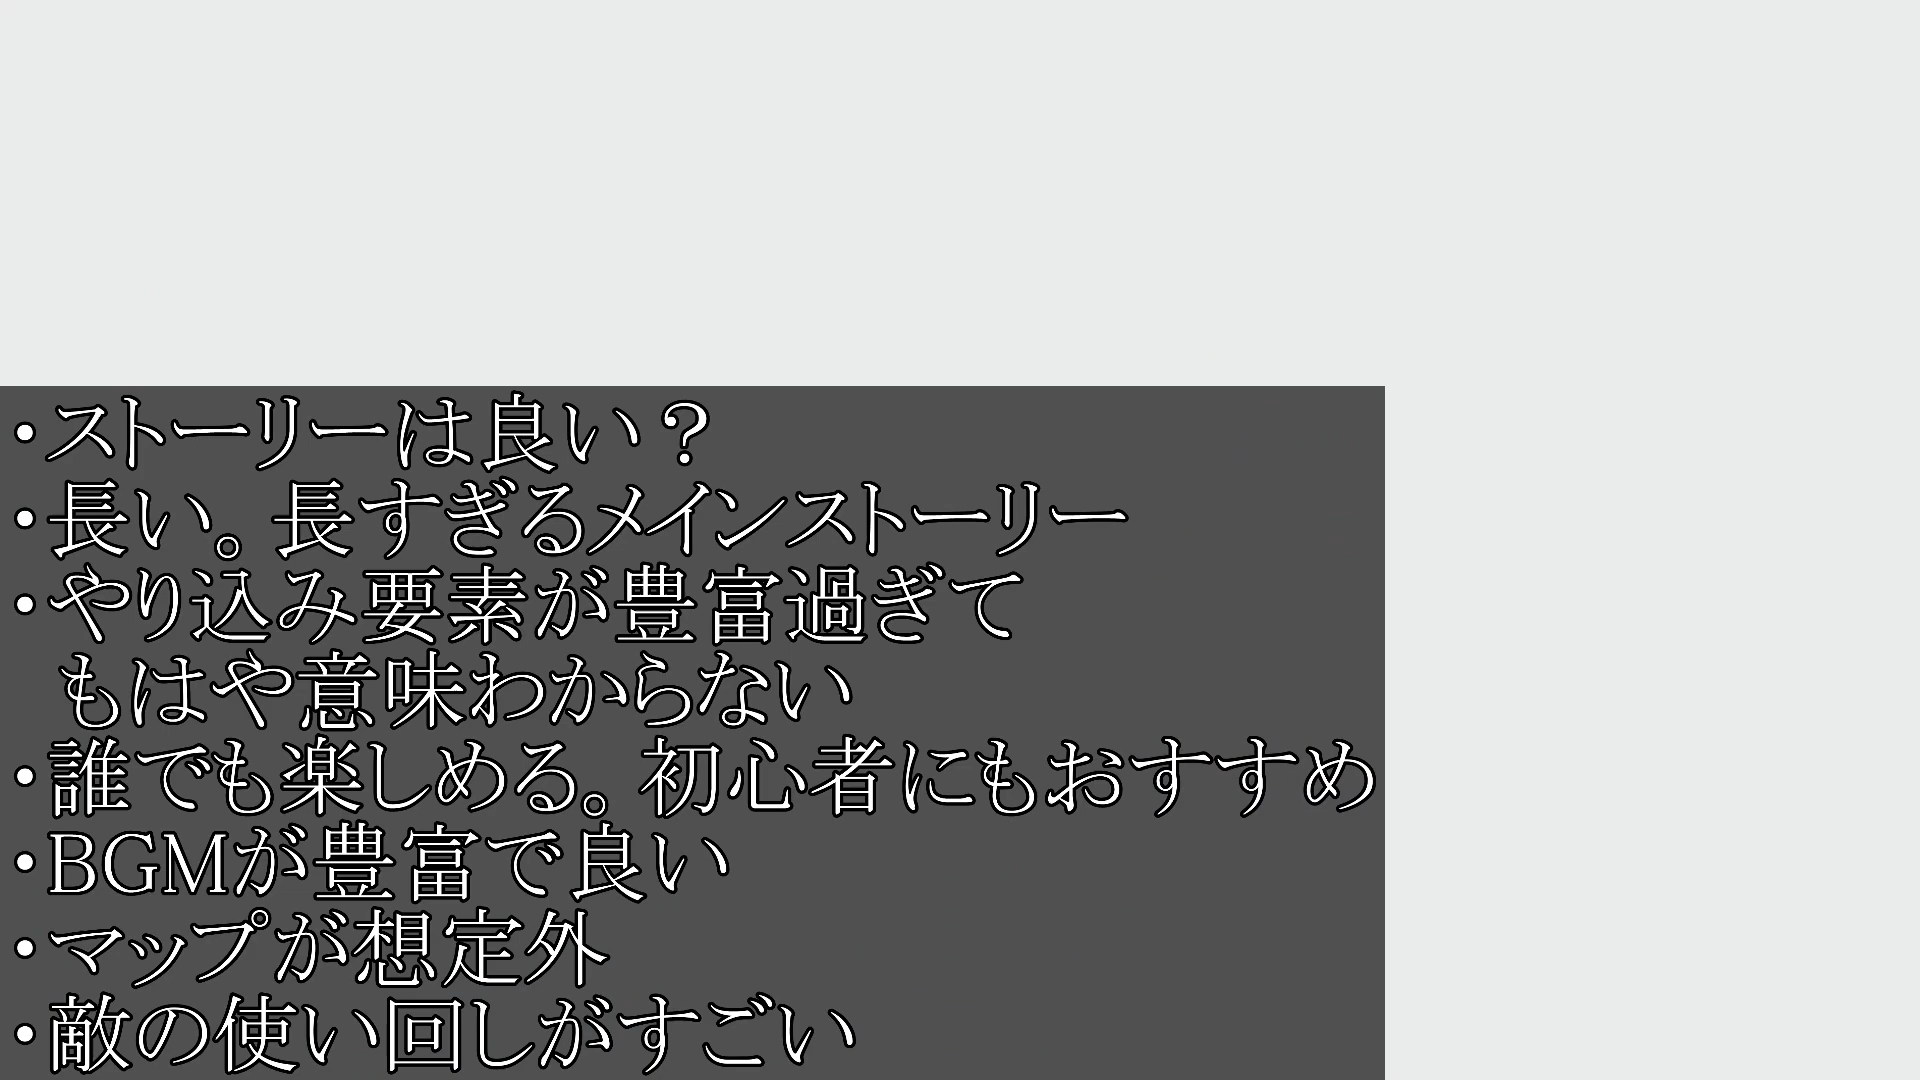 ・ストーリーは良い？
・長い。長すぎるメインストーリー
・やり込み要素が豊富過ぎて
もはや意味わからない
・誰でも楽しめる。初心者にもおすすめ
・BGMが豊富で良い
・マップが想定外
・敵の使い回しがすごい